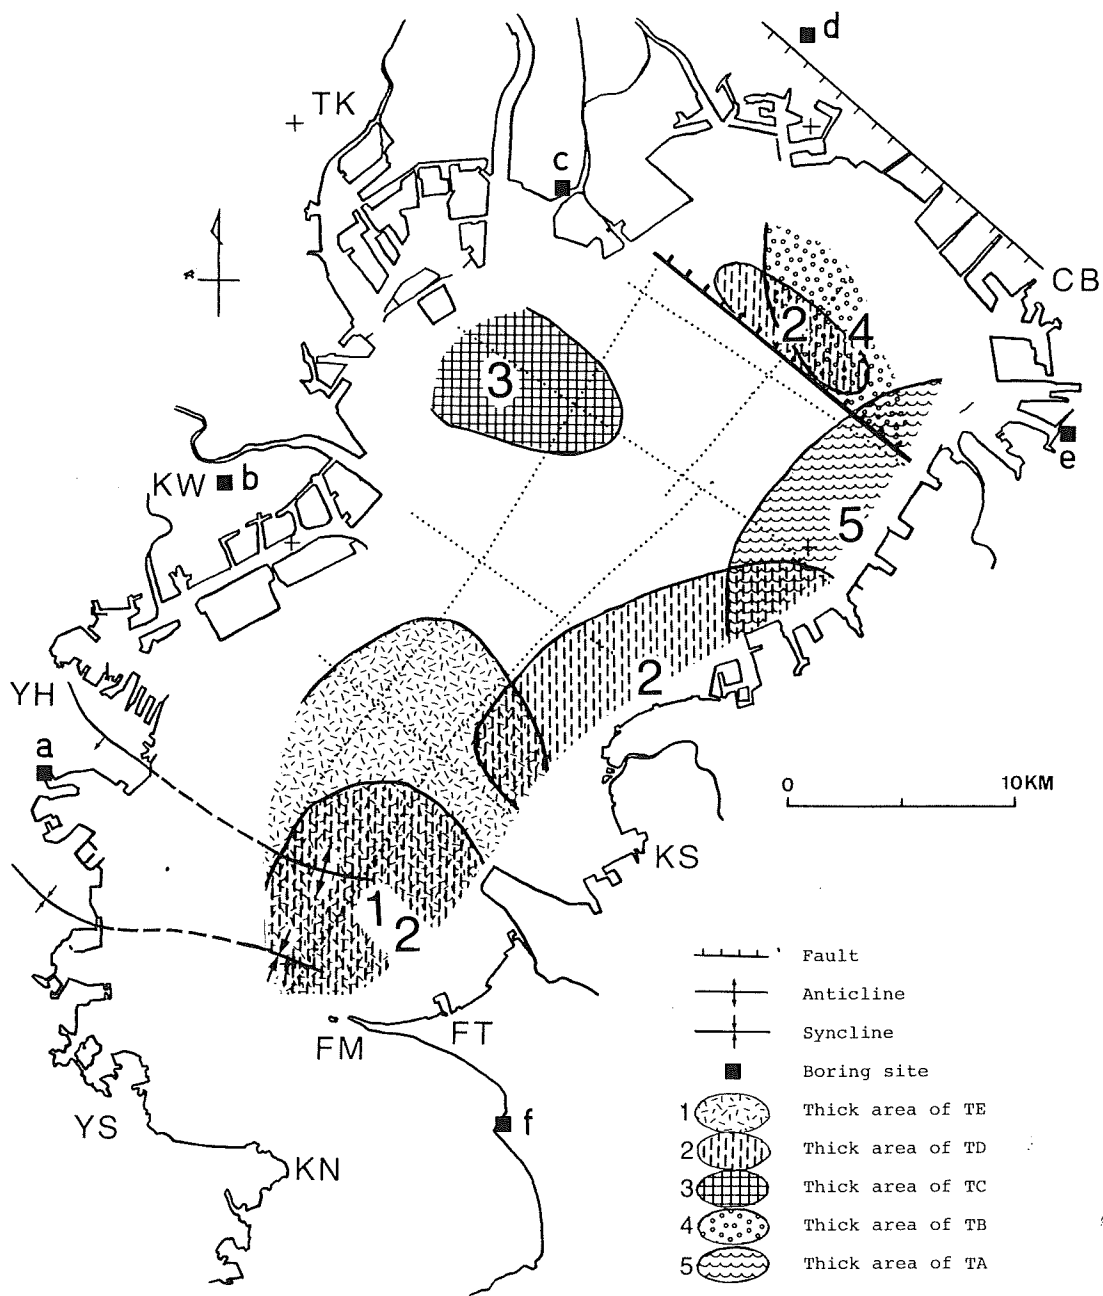 d
TK
c
CB
2 4
3
e
KW b
5
2
YH
a
0 10KM
KS
1
2
Fault
Anticline
FT
Syncline
FM
Boring site
1 Thick area of TE
YS
f
2 Thick area of TD
KN
3 Thick area of TC
4 Thick area of TB
5 Thick area of TA